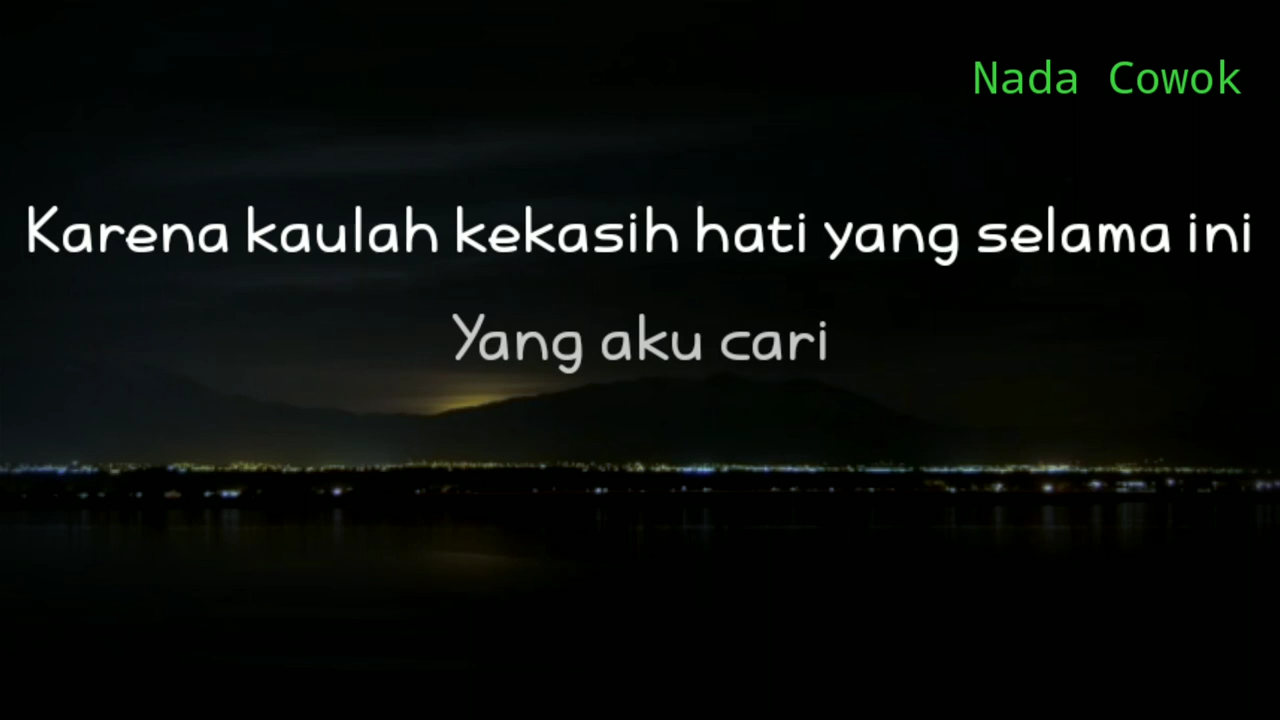 Nada Cowok
Karena kaulah kekasih hati yang selama ini
Yang aku cari